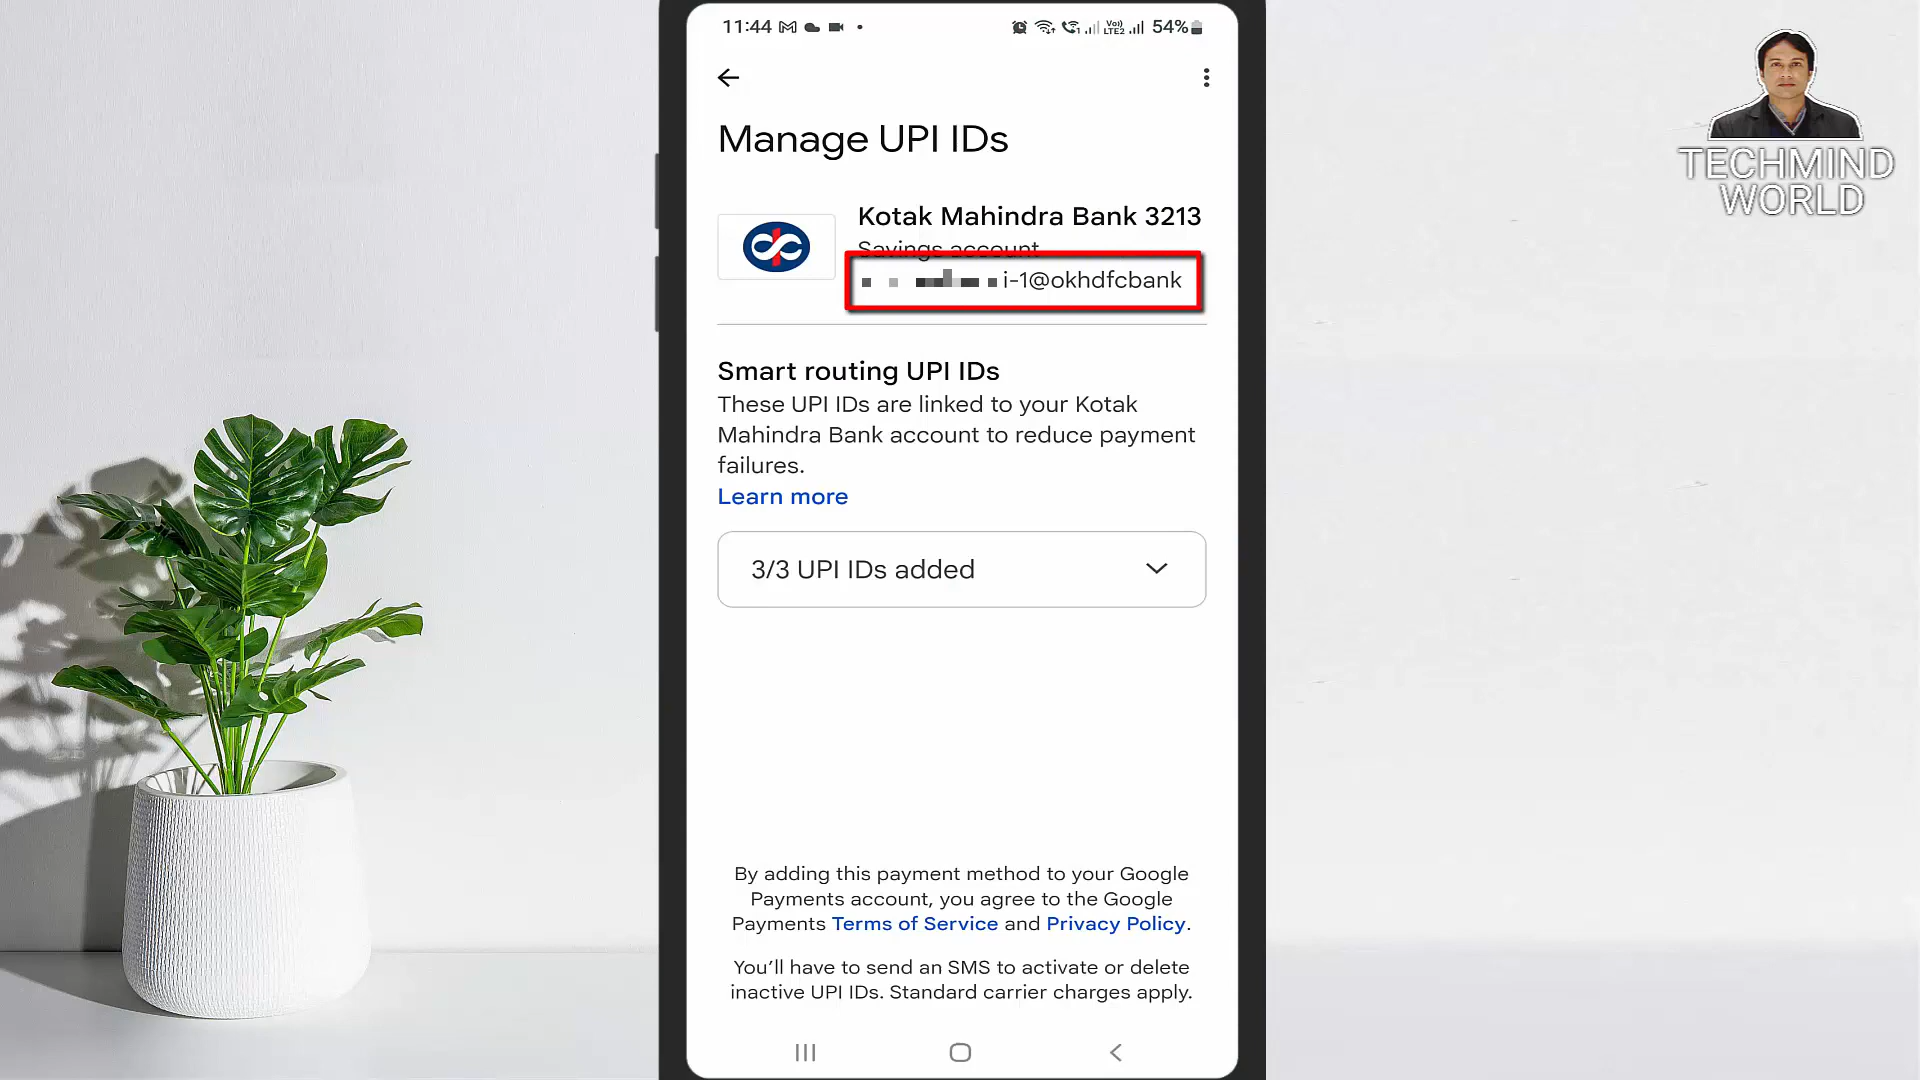 11:44
Vo)
LTE2
54%
Manage UPI IDs
TECHMIND
WORLD
Kotak Mahindra Bank 3213
Savings account
i-1@okhdfcbank
Smart routing UPI IDs
These UPI IDs are linked to your Kotak
Mahindra Bank account to reduce payment
failures.
Learn more
3/3 UPI IDs added
By adding this payment method to your Google
Payments account, you agree to the Google
Payments Terms of Service and Privacy Policy.
You’ll have to send an SMS to activate or delete
inactive UPI IDs. Standard carrier charges apply.